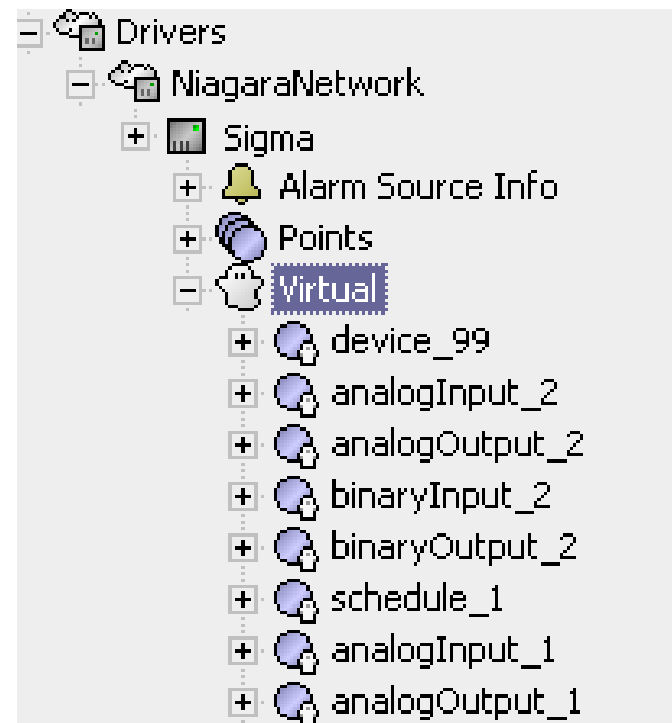 Drivers
NiagaraNetwork
Sigma
Alarm Source Info
Points
Virtual
device_99
analogInput_2
analogOutput_2
binaryInput_2
binaryOutput_2
schedule_1
analogInput_1
analogOutput_1